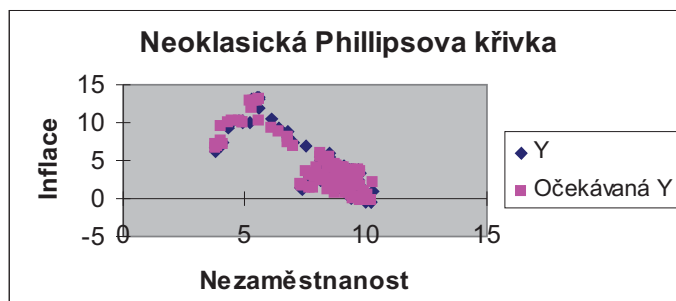 Neoklasická Phillipsova křivka
15
10
5
0
-5
0 5 10 15
Inflace
Nezaměstnanost
Y
Očekávaná Y